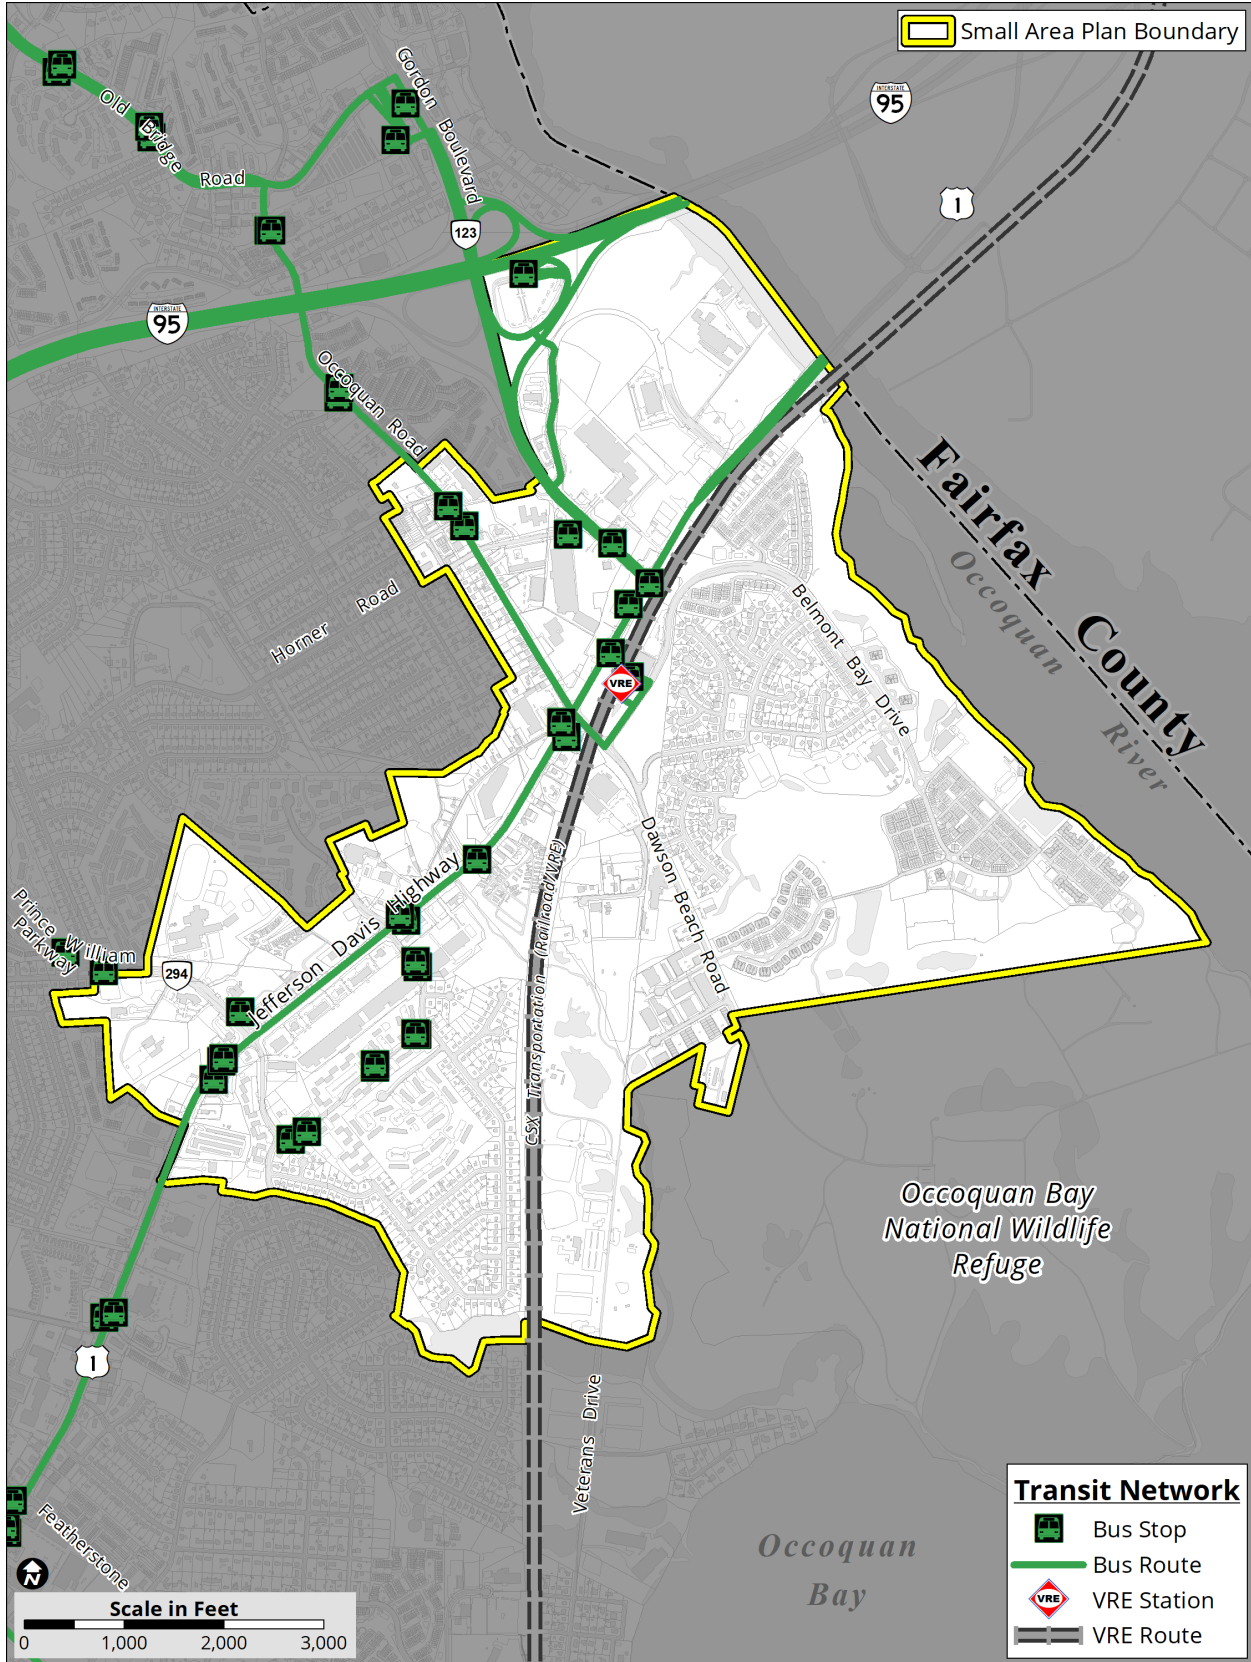 Small Area Plan Boundary
Gordon Boulevard
Old Bridge Road
INTERSTATE
95
1
123
INTERSTATE
95
Occoquan Road
Fairfax County
Occoquan River
Horner Road
Belmont Bay Drive
VRE
Dawson Beach Road
Jefferson Davis Highway
CSX Transportation (Railroad/VRE)
Prince William
Parkway
294
Occoquan Bay
National Wildlife
Refuge
1
Veterans Drive
Featherstone
Occoquan
Bay
N
Scale in Feet
0 1,000 2,000 3,000
Transit Network
Bus Stop
Bus Route
VRE
VRE Station
VRE Route